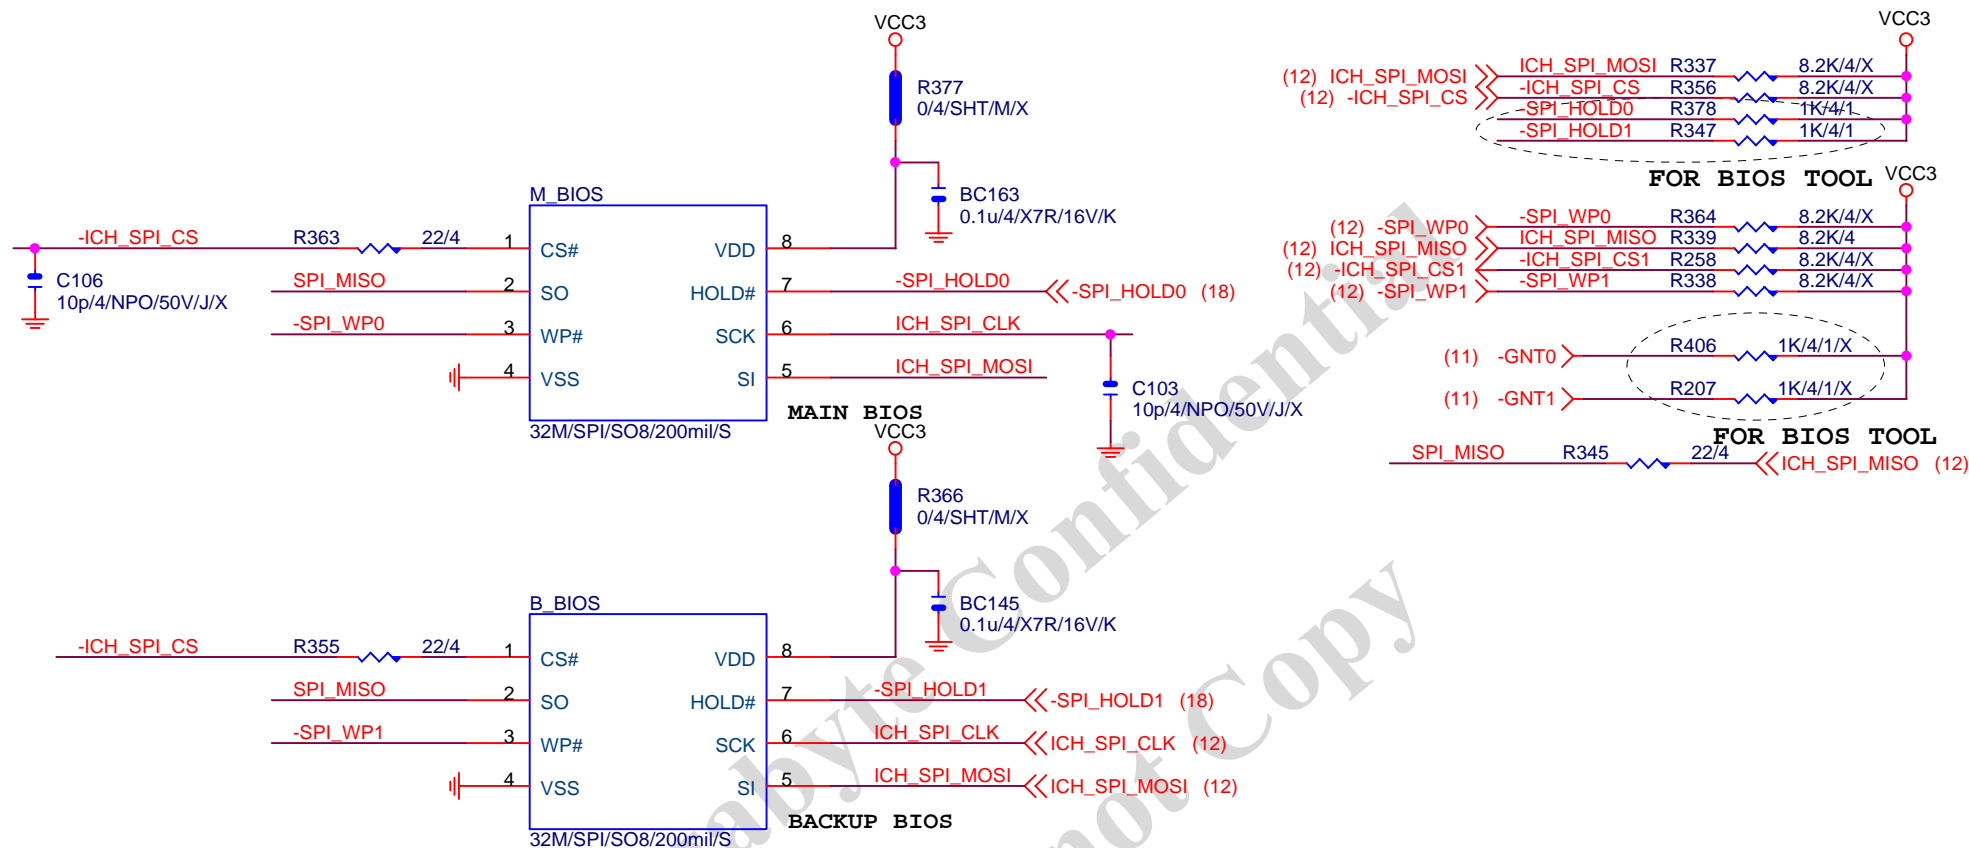 VCC3
R377
0/4/SHT/M/X
M_BIOS
BC163
0.1u/4/X7R/16V/K
-ICH_SPI_CS R363 22/4 1 CS# VDD 8
C106
10p/4/NPO/50V/J/X
SPI_MISO 2 SO HOLD# 7 -SPI_HOLD0 -SPI_HOLD0 (18)
-SPI_WP0 3 WP# SCK 6 ICH_SPI_CLK
4 VSS SI 5 ICH_SPI_MOSI
C103
10p/4/NPO/50V/J/X
MAIN BIOS
32M/SPI/SO8/200mil/S
VCC3
R366
0/4/SHT/M/X
B_BIOS
BC145
0.1u/4/X7R/16V/K
-ICH_SPI_CS R355 22/4 1 CS# VDD 8
SPI_MISO 2 SO HOLD# 7 -SPI_HOLD1 -SPI_HOLD1 (18)
-SPI_WP1 3 WP# SCK 6 ICH_SPI_CLK ICH_SPI_CLK (12)
4 VSS SI 5 ICH_SPI_MOSI ICH_SPI_MOSI (12)
BACKUP BIOS
32M/SPI/SO8/200mil/S
VCC3
(12) ICH_SPI_MOSI ICH_SPI_MOSI R337 8.2K/4/X
(12) -ICH_SPI_CS -ICH_SPI_CS R356 8.2K/4/X
-SPI_HOLD0 R378 1K/4/1
-SPI_HOLD1 R347 1K/4/1
FOR BIOS TOOL
VCC3
(12) -SPI_WP0 -SPI_WP0 R364 8.2K/4/X
(12) ICH_SPI_MISO ICH_SPI_MISO R339 8.2K/4
(12) -ICH_SPI_CS1 -ICH_SPI_CS1 R258 8.2K/4/X
(12) -SPI_WP1 -SPI_WP1 R338 8.2K/4/X
(11) -GNT0 R406 1K/4/1/X
(11) -GNT1 R207 1K/4/1/X
FOR BIOS TOOL
SPI_MISO R345 22/4 ICH_SPI_MISO (12)
Confidential
not Copy